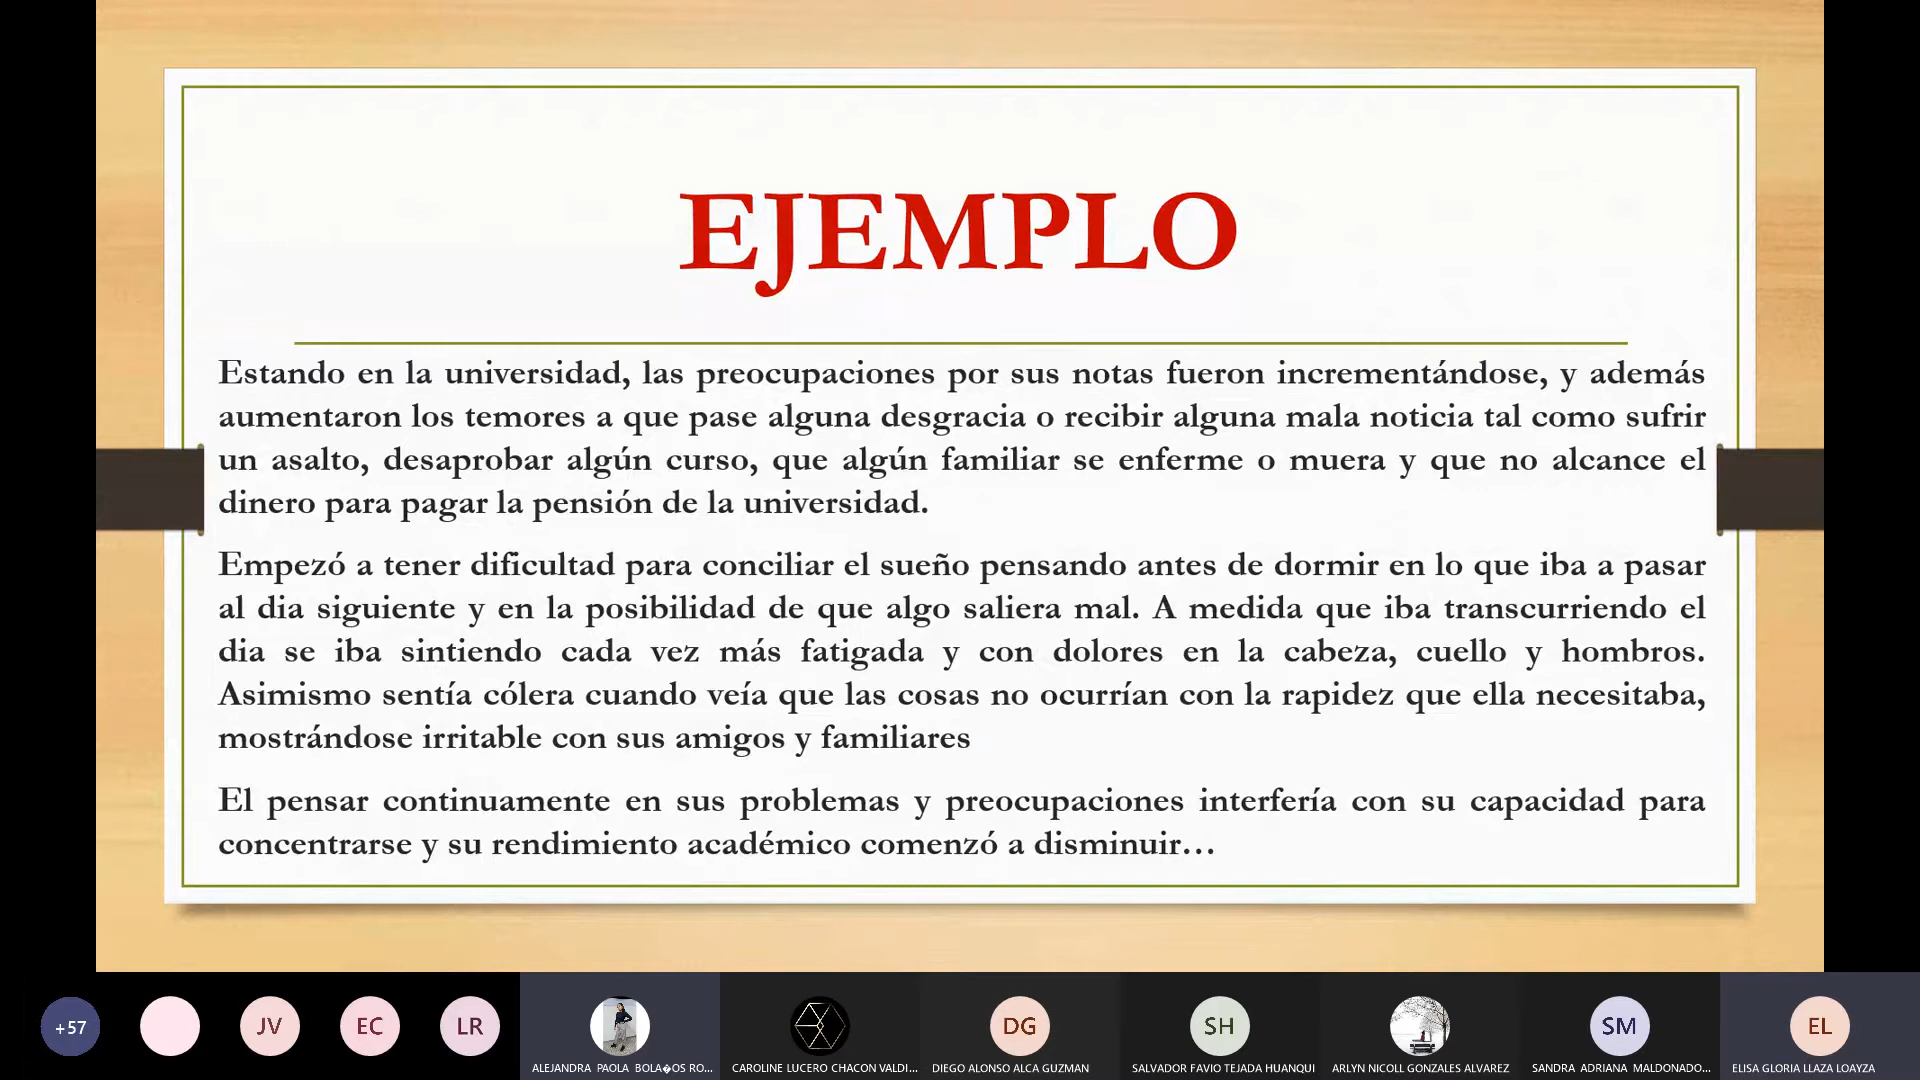 EJEMPLO
Estando en la universidad, las preocupaciones por sus notas fueron incrementándose, y además
aumentaron los temores a que pase alguna desgracia o recibir alguna mala noticia tal como sufrir
un asalto, desaprobar algún curso, que algún familiar se enferme o muera y que no alcance el
dinero para pagar la pensión de la universidad.
Empezó a tener dificultad para conciliar el sueño pensando antes de dormir en lo que iba a pasar
al dia siguiente y en la posibilidad de que algo saliera mal. A medida que iba transcurriendo el
dia se iba sintiendo cada vez más fatigada y con dolores en la cabeza, cuello y hombros.
Asimismo sentía cólera cuando veía que las cosas no ocurrían con la rapidez que ella necesitaba,
mostrándose irritable con sus amigos y familiares
El pensar continuamente en sus problemas y preocupaciones interfería con su capacidad para
concentrarse y su rendimiento académico comenzó a disminuir…
+57
JV
EC
LR
DG
SH
SM
EL
ALEJANDRA PAOLA BOLA�OS RO...
CAROLINE LUCERO CHACON VALDI...
DIEGO ALONSO ALCA GUZMAN
SALVADOR FAVIO TEJADA HUANQUI
ARLYN NICOLL GONZALES ALVAREZ
SANDRA ADRIANA MALDONADO...
ELISA GLORIA LLAZA LOAYZA